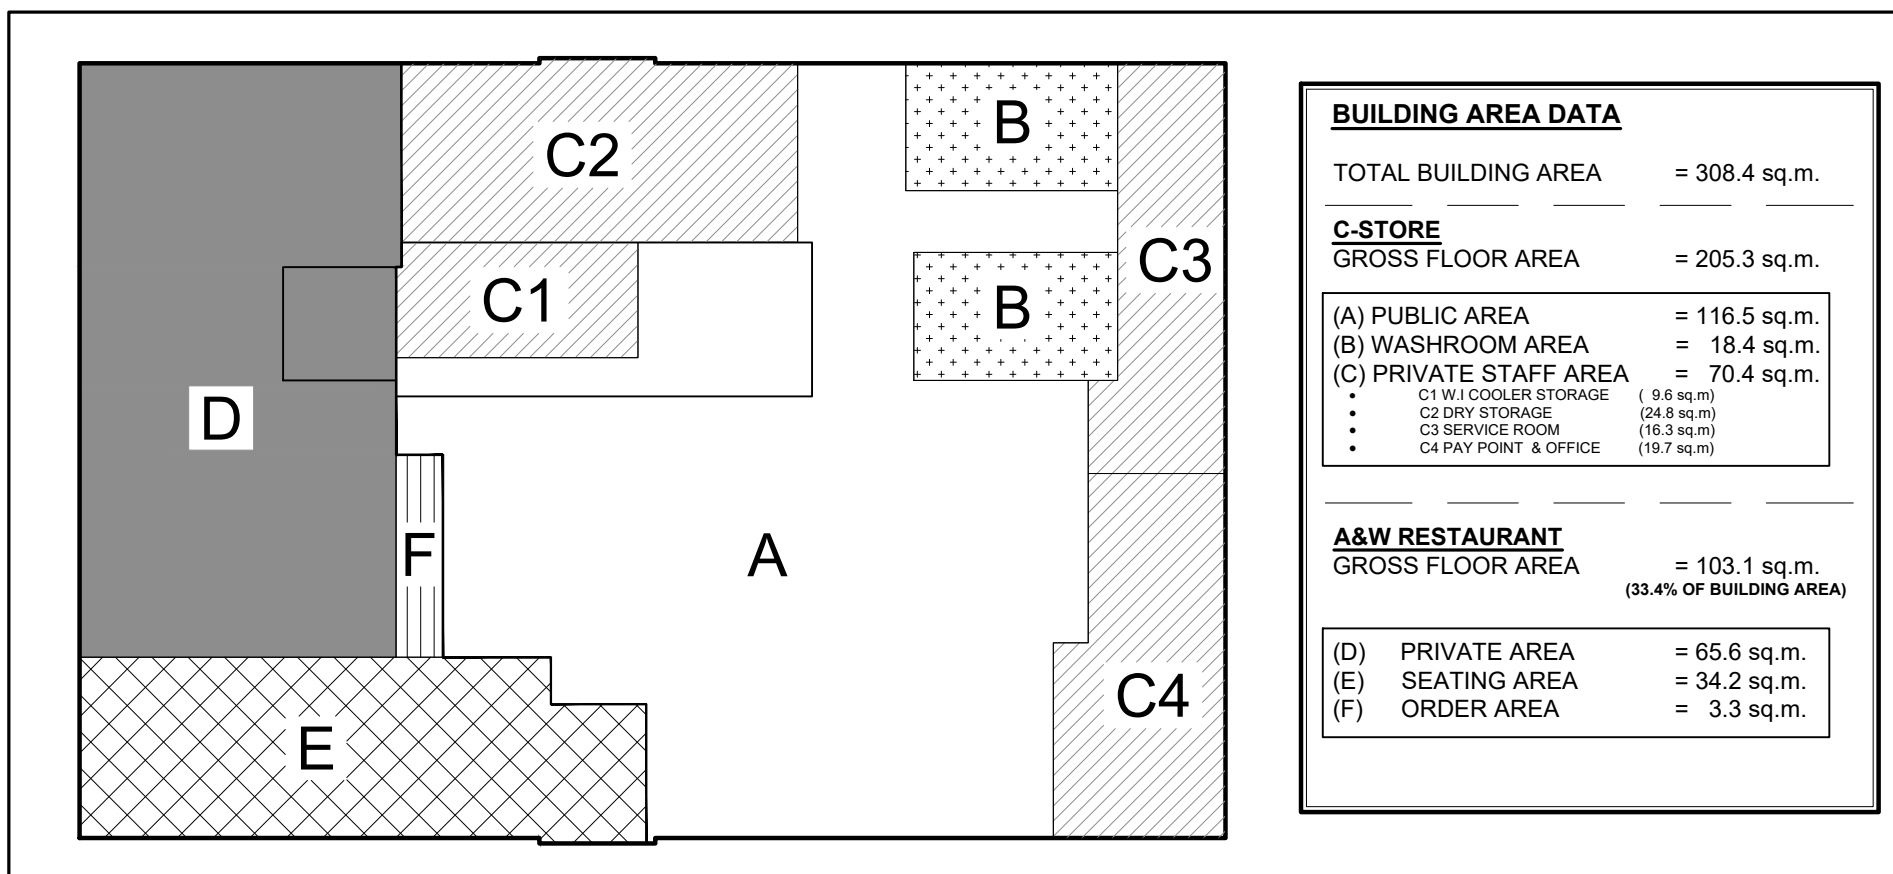 C2
B
C3
C1
B
D
F
A
C4
E
BUILDING AREA DATA
TOTAL BUILDING AREA = 308.4 sq.m.
C-STORE
GROSS FLOOR AREA = 205.3 sq.m.
(A) PUBLIC AREA = 116.5 sq.m.
(B) WASHROOM AREA = 18.4 sq.m.
(C) PRIVATE STAFF AREA = 70.4 sq.m.
• C1 W.I COOLER STORAGE ( 9.6 sq.m)
• C2 DRY STORAGE (24.8 sq.m)
• C3 SERVICE ROOM (16.3 sq.m)
• C4 PAY POINT & OFFICE (19.7 sq.m)
A&W RESTAURANT
GROSS FLOOR AREA = 103.1 sq.m.
(33.4% OF BUILDING AREA)
(D) PRIVATE AREA = 65.6 sq.m.
(E) SEATING AREA = 34.2 sq.m.
(F) ORDER AREA = 3.3 sq.m.